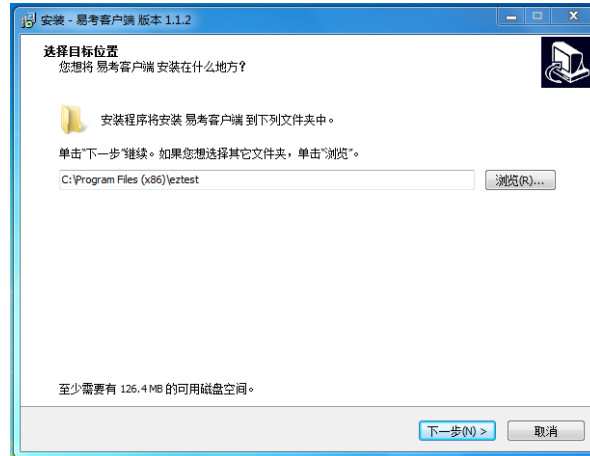 安装 - 易考客户端 版本 1.1.2
选择目标位置
您想将 易考客户端 安装在什么地方?
安装程序将安装 易考客户端 到下列文件夹中。
单击“下一步”继续。如果您想选择其它文件夹，单击“浏览”。
C:\Program Files (x86)\eztest
浏览(R)...
至少需要有 126.4 MB 的可用磁盘空间。
下一步(N) >
取消